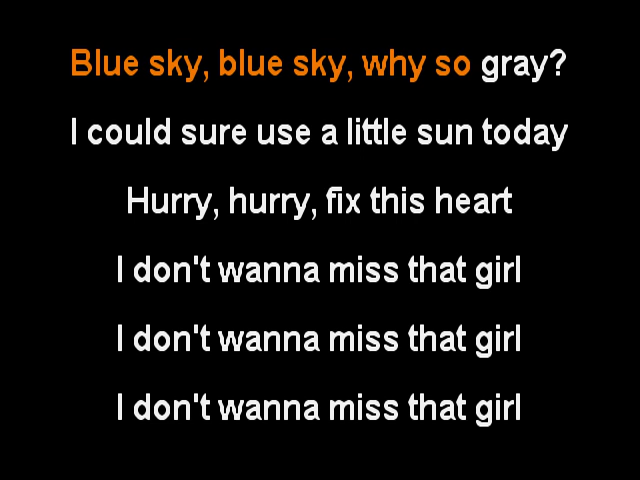 Blue sky, blue sky, why so gray?
I could sure use a little sun today
Hurry, hurry, fix this heart
I don't wanna miss that girl
I don't wanna miss that girl
I don't wanna miss that girl